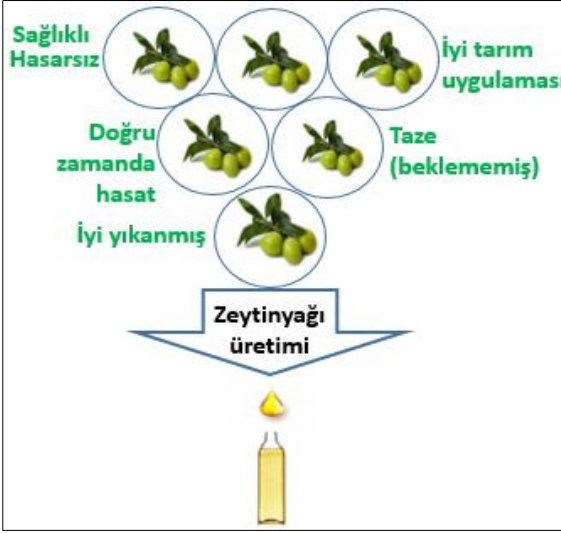 Sağlıklı
Hasarsız
İyi tarım
uygulaması
Doğru
zamanda
hasat
Taze
(beklememiş)
İyi yıkanmış
Zeytinyağı
üretimi